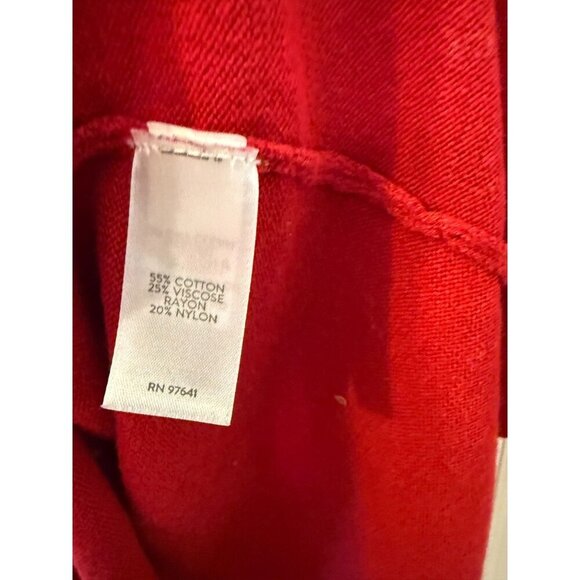 55% COTTON
25% VISCOSE
RAYON
20% NYLON
RN 97641